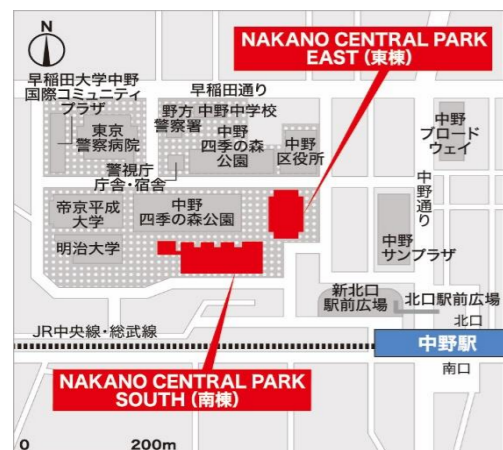 N
NAKANO CENTRAL PARK
EAST（東棟）
早稲田大学中野
国際コミュニティ
プラザ
早稲田通り
東京
警察病院
野方
警察署
中野中学校
中野
四季の森
公園
中野
区役所
中野
ブロード
ウェイ
警視庁
庁舎・宿舎
中野通り
帝京平成
大学
中野
四季の森公園
明治大学
中野
サンプラザ
新北口
駅前広場
北口駅前広場
北口
JR中央線・総武線
中野駅
南口
NAKANO CENTRAL PARK
SOUTH（南棟）
0 200m